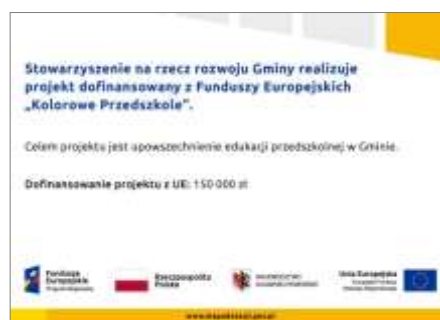 Stowarzyszenie na rzecz rozwoju Gminy realizuje
projekt dofinansowany z Funduszy Europejskich
„Kolorowe Przedszkole”.
Celem projektu jest upowszechnienie edukacji przedszkolnej w Gminie.
Dofinansowanie projektu z UE: 150 000 zł
Fundusze
Europejskie
Rzeczpospolita
Polska
Unia Europejska